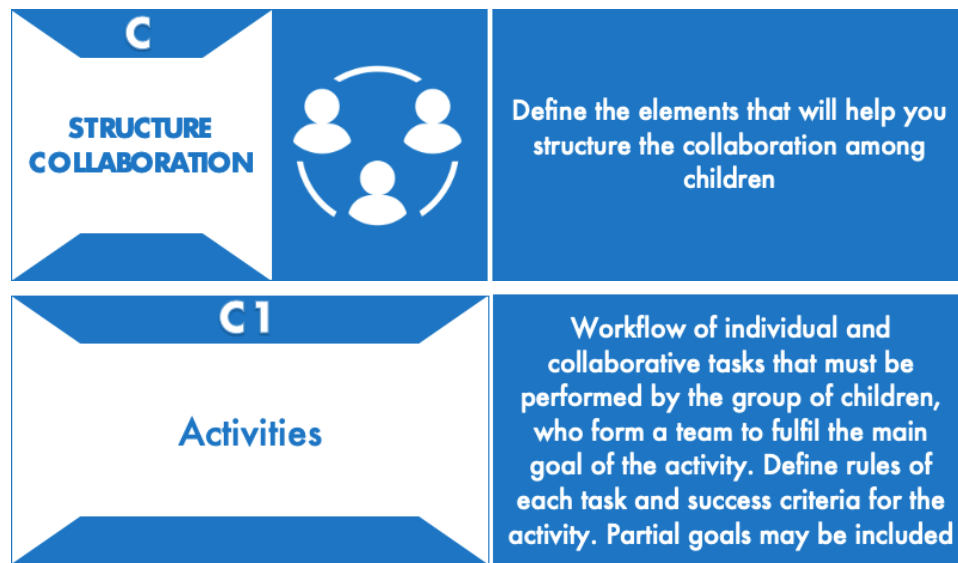 C
STRUCTURE
COLLABORATION
Define the elements that will help you
structure the collaboration among
children
C1
Activities
Workflow of individual and
collaborative tasks that must be
performed by the group of children,
who form a team to fulfil the main
goal of the activity. Define rules of
each task and success criteria for the
activity. Partial goals may be included